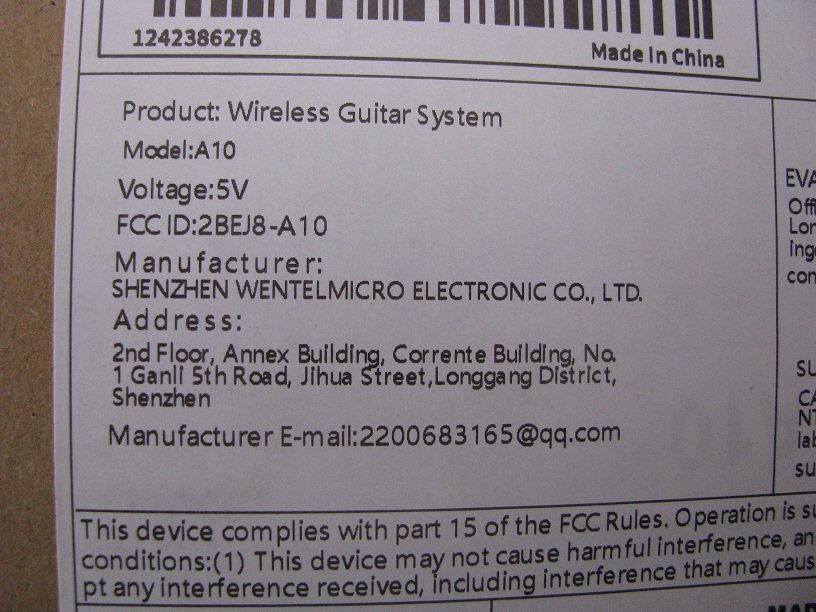 1242386278
Made In China
Product: Wireless Guitar System
Model:A10
Voltage:5V
FCC ID:2BEJ8-A10
Manufacturer:
SHENZHEN WENTELMICRO ELECTRONIC CO., LTD.
Address:
2nd Floor, Annex Building, Corrente Building, No.
1 Ganli 5th Road, Jihua Street,Longgang District,
Shenzhen
Manufacturer E-mail:2200683165@qq.com
This device complies with part 15 of the FCC Rules. Operation is
conditions:(1) This device may not cause harmful interference,
pt any interference received, including interference that may